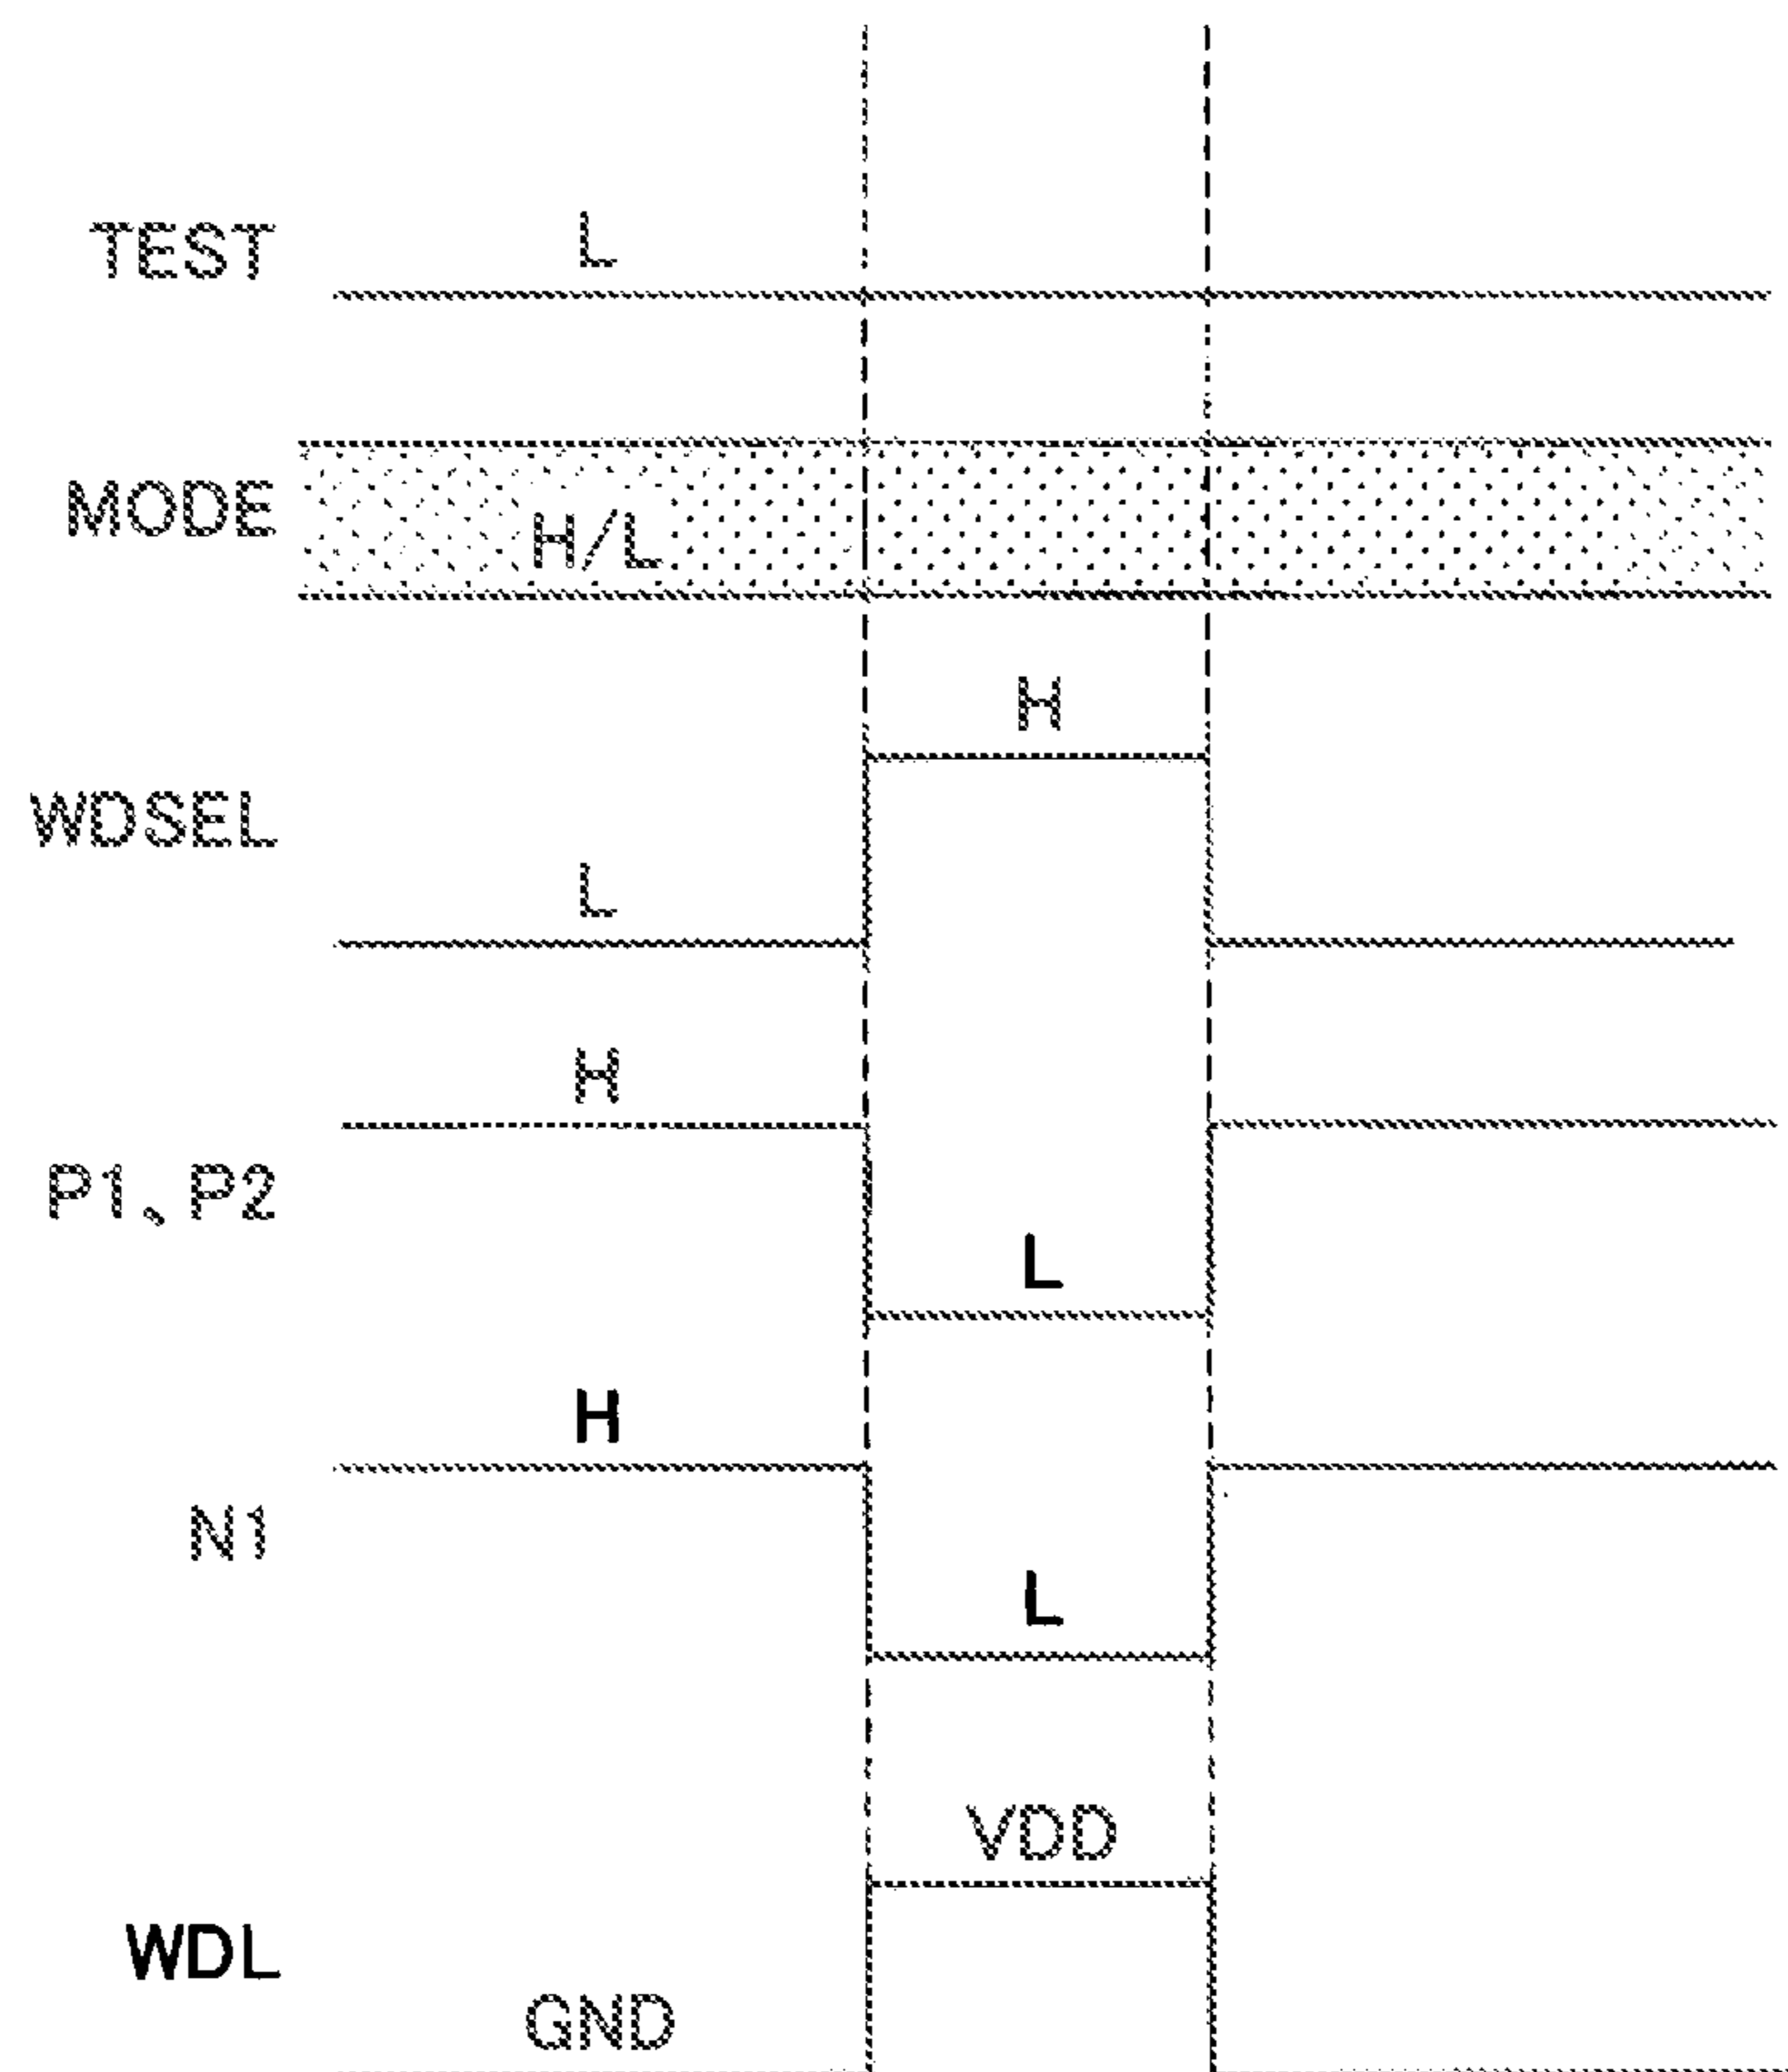 TEST L
MODE H/L
H
WDSEL
L
H
P1、P2
L
H
N1
L
VDD
WDL
GND